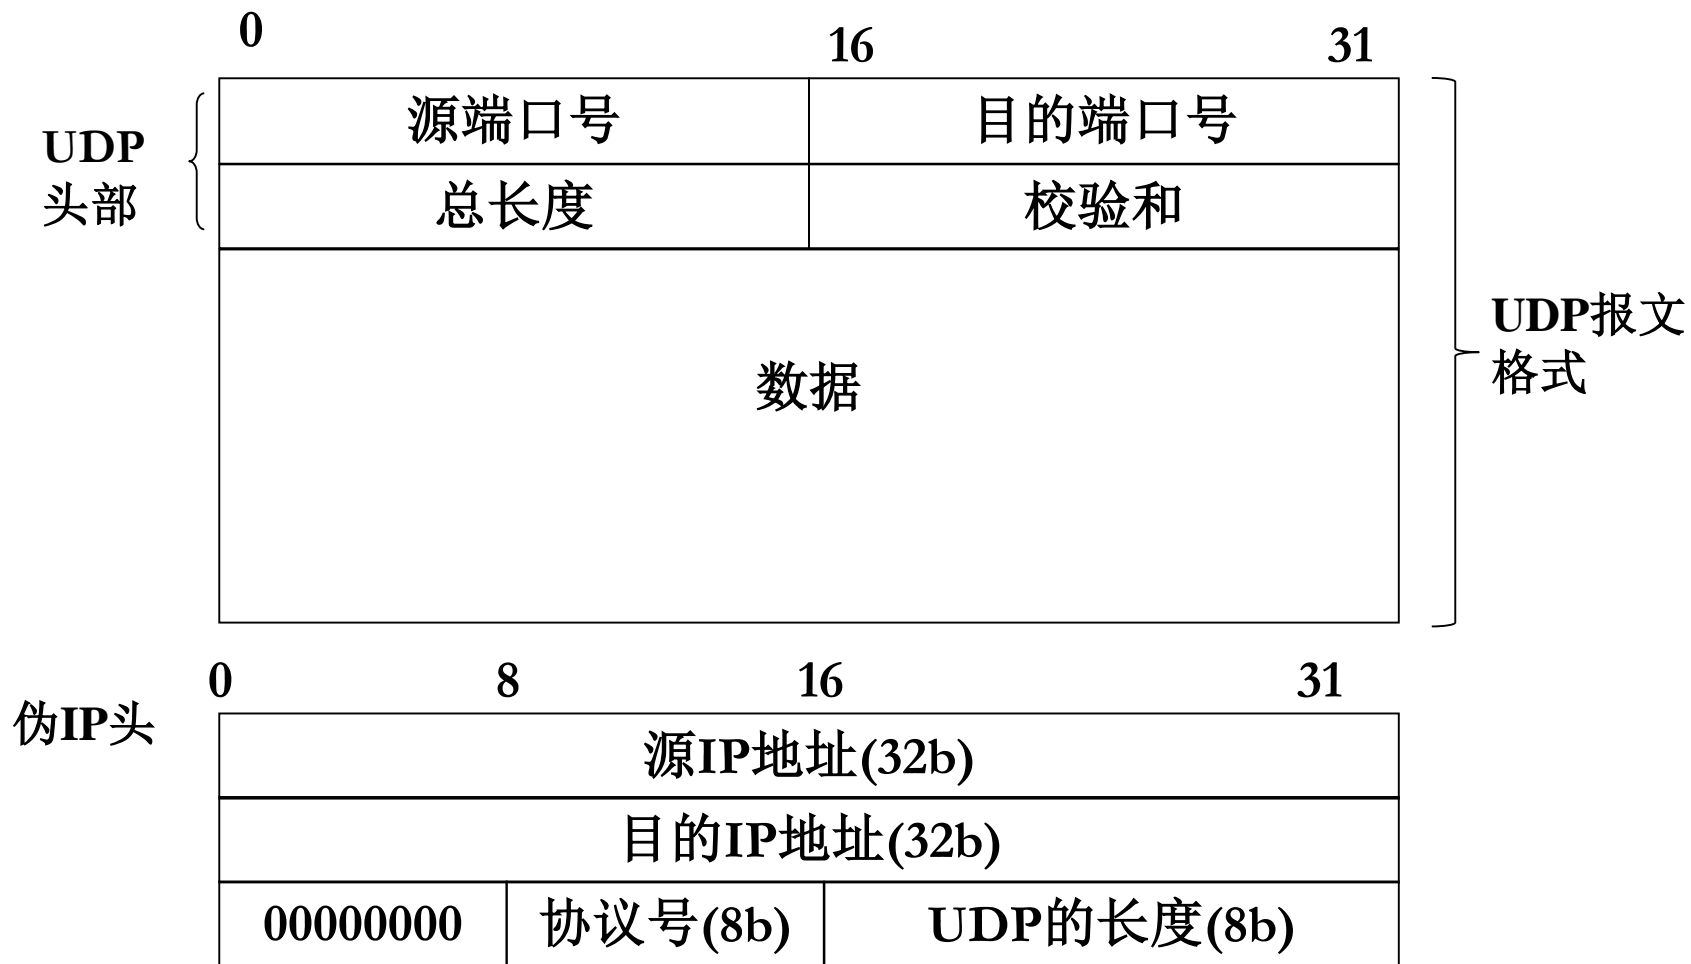 0 16 31
源端口号 目的端口号
UDP
头部
总长度 校验和
数据
UDP报文
格式
0 8 16 31
伪IP头
源IP地址(32b)
目的IP地址(32b)
00000000 协议号(8b) UDP的长度(8b)